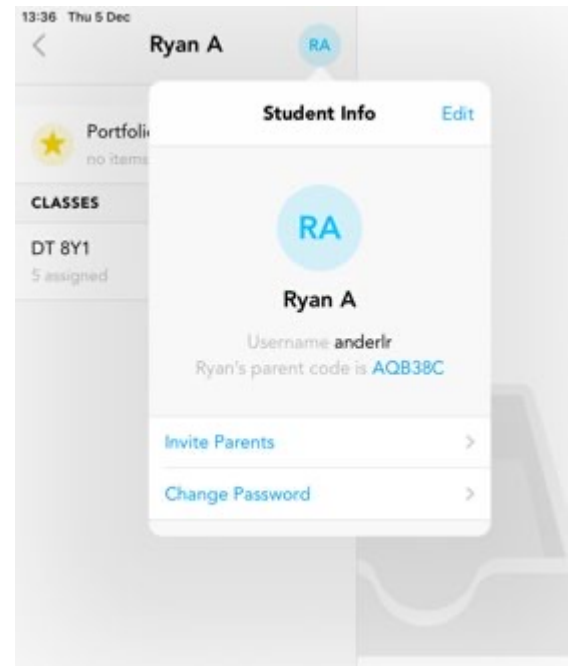 13:36 Thu 5 Dec
Ryan A
RA
Student Info
Edit
Portfoli
no items
CLASSES
DT 8Y1
5 assigned
RA
Ryan A
Username anderlr
Ryan's parent code is AQB38C
Invite Parents
Change Password